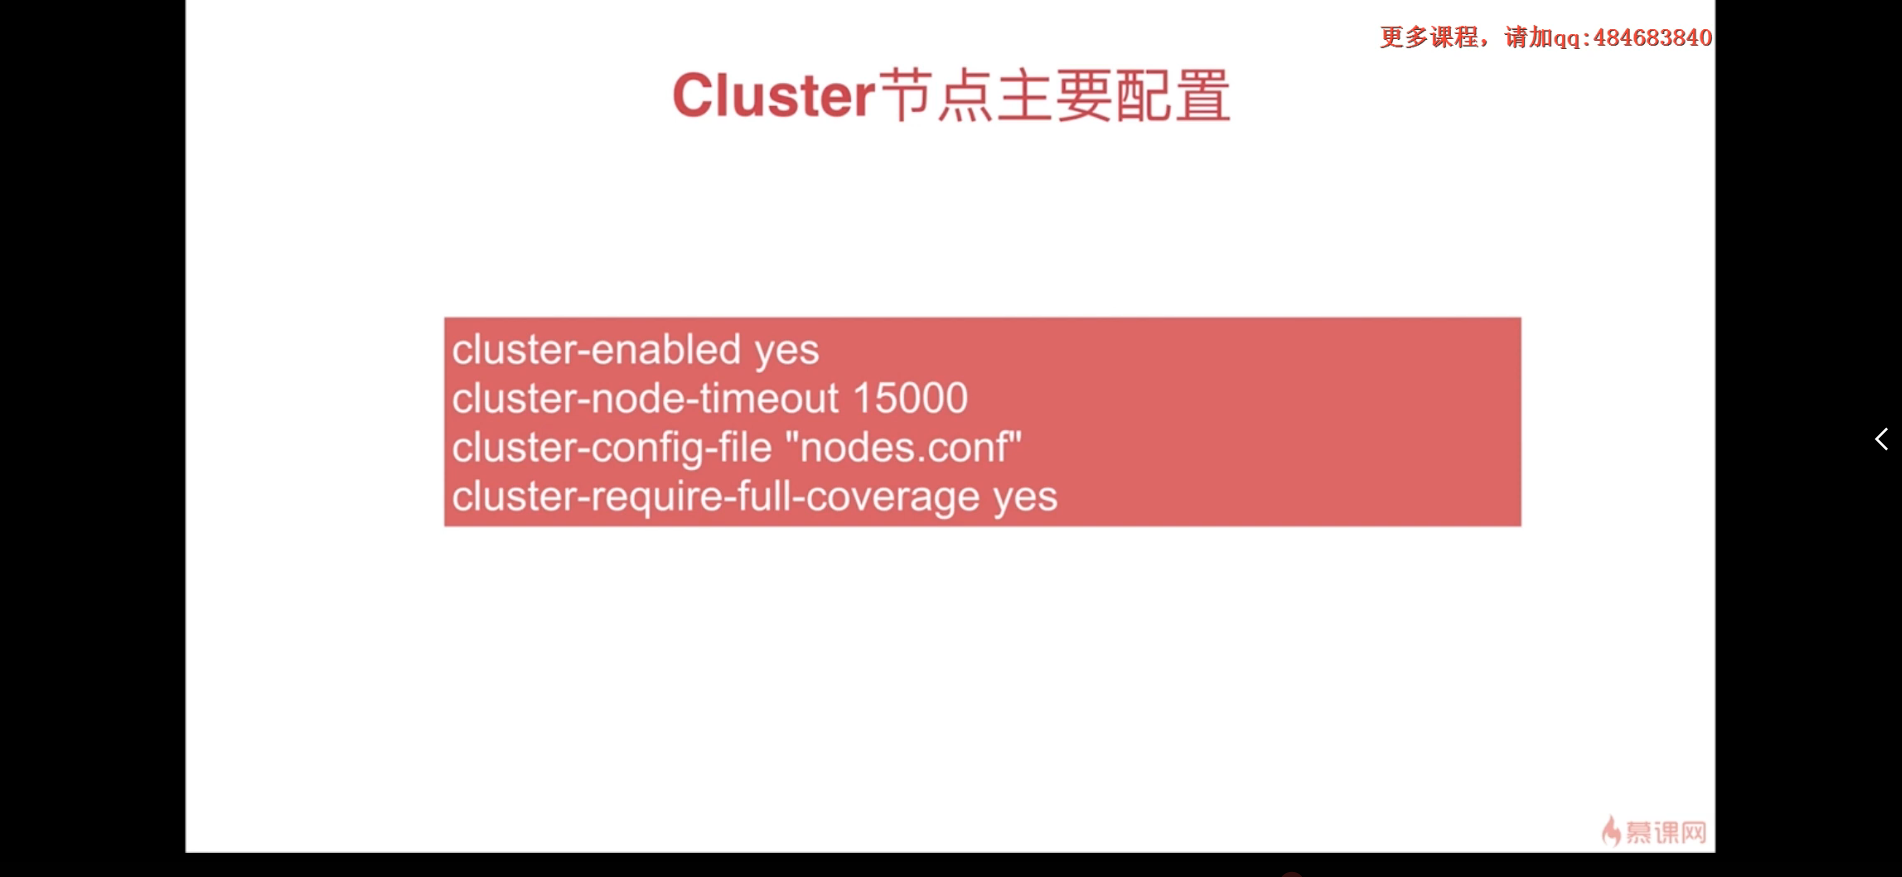 更多课程，请加qq:484683840
Cluster节点主要配置
cluster-enabled yes
cluster-node-timeout 15000
cluster-config-file "nodes.conf"
cluster-require-full-coverage yes
慕课网